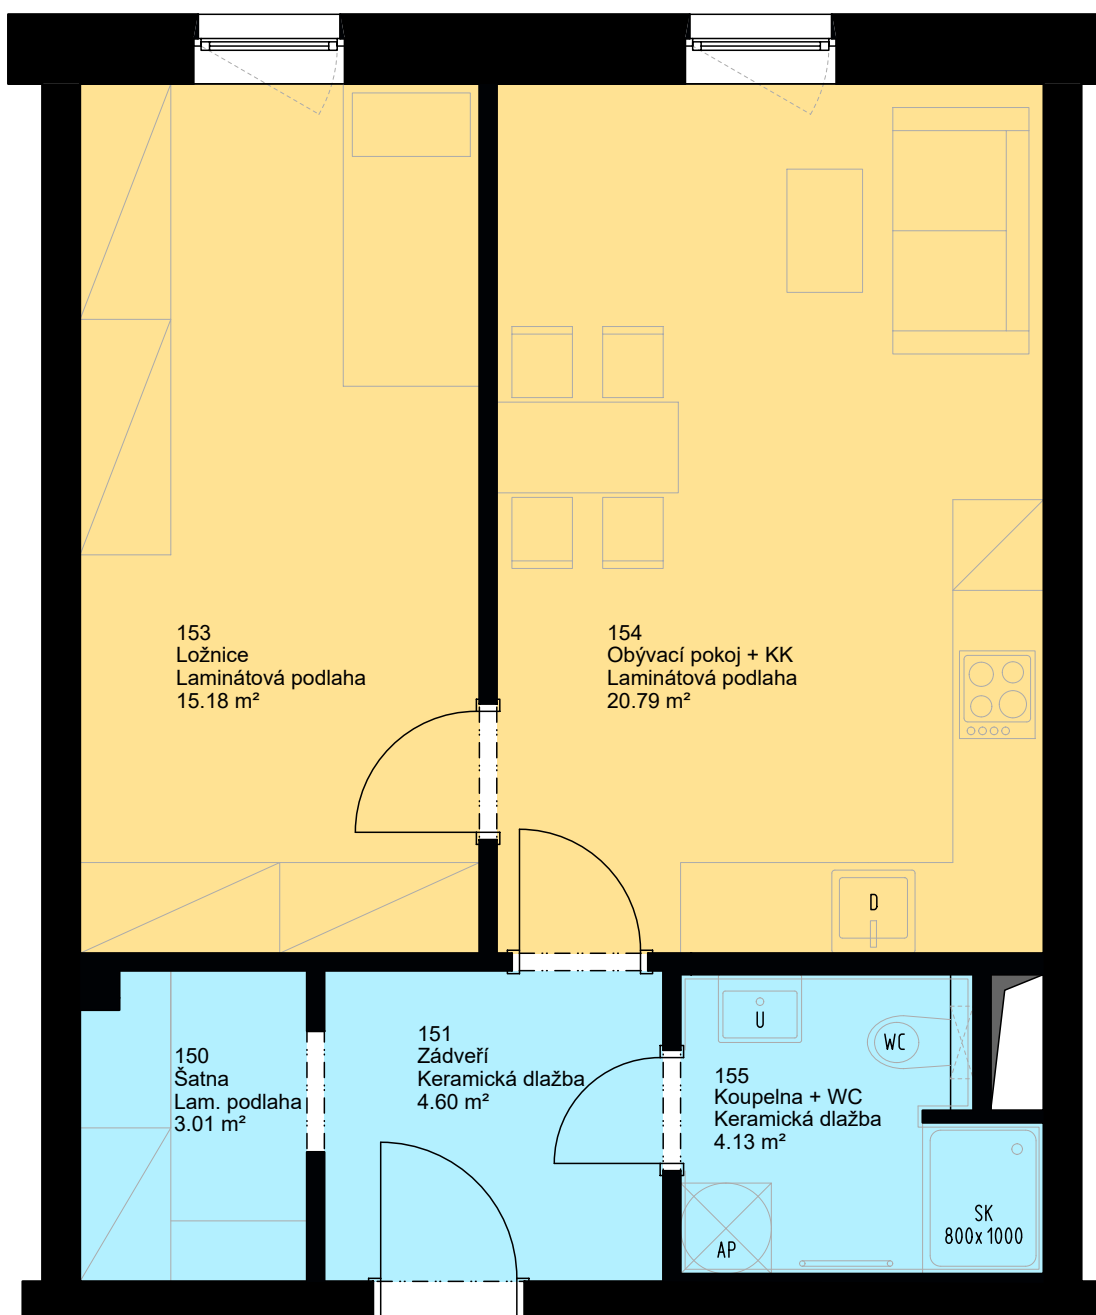 153
Ložnice
Laminátová podlaha
15.18 m²
154
Obývací pokoj + KK
Laminátová podlaha
20.79 m²
D
150
Šatna
Lam. podlaha
3.01 m²
151
Zádveří
Keramická dlažba
4.60 m²
U
WC
155
Koupelna + WC
Keramická dlažba
4.13 m²
AP
SK
800x1000